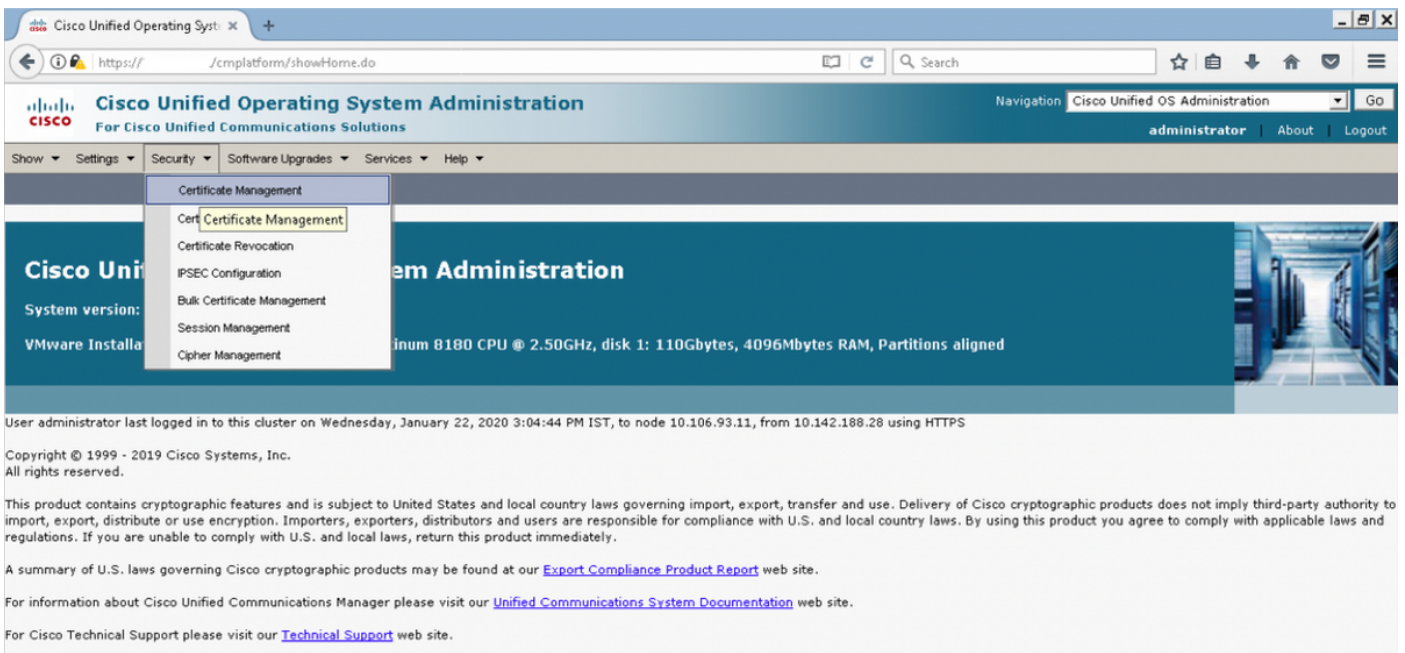 Cisco Unified Operating Syst
https:// /cmplatform/showHome.do
Search
cisco
Cisco Unified Operating System Administration
For Cisco Unified Communications Solutions
Navigation Cisco Unified OS Administration Go
administrator | About | Logout
Show Settings Security Software Upgrades Services Help
Certificate Management
Cert
Certificate Management
Certificate Revocation
IPSEC Configuration
Bulk Certificate Management
Session Management
Cipher Management
Cisco Uni em Administration
System version:
VMware Installa inum 8180 CPU @ 2.50GHz, disk 1: 110Gbytes, 4096Mbytes RAM, Partitions aligned
User administrator last logged in to this cluster on Wednesday, January 22, 2020 3:04:44 PM IST, to node 10.106.93.11, from 10.142.188.28 using HTTPS
Copyright © 1999 - 2019 Cisco Systems, Inc.
All rights reserved.
This product contains cryptographic features and is subject to United States and local country laws governing import, export, transfer and use. Delivery of Cisco cryptographic products does not imply third-party authority to
import, export, distribute or use encryption. Importers, exporters, distributors and users are responsible for compliance with U.S. and local country laws. By using this product you agree to comply with applicable laws and
regulations. If you are unable to comply with U.S. and local laws, return this product immediately.
A summary of U.S. laws governing Cisco cryptographic products may be found at our Export Compliance Product Report web site.
For information about Cisco Unified Communications Manager please visit our Unified Communications System Documentation web site.
For Cisco Technical Support please visit our Technical Support web site.